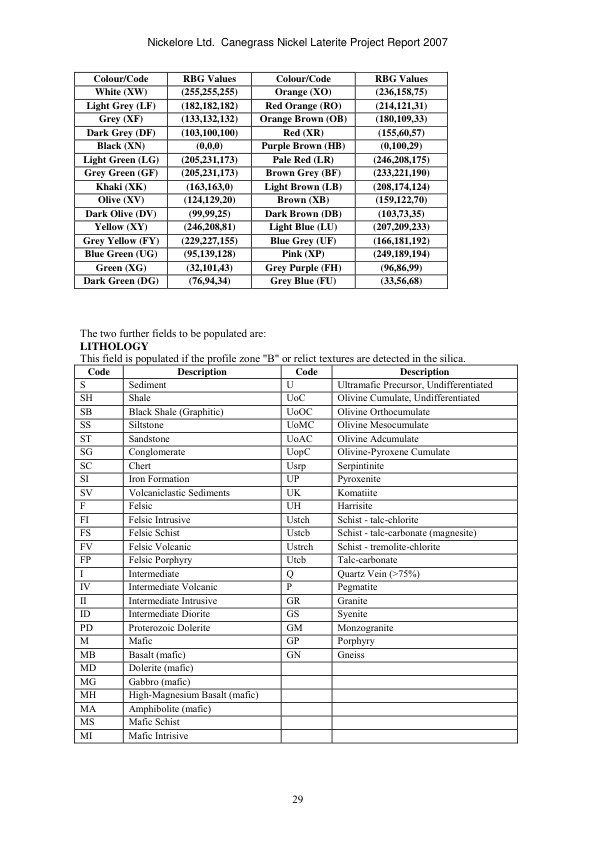 Nickelore Ltd.  Canegrass Nickel Laterite Project Report 2007
Colour/Code RBG Values Colour/Code RBG Values
White (XW) (255,255,255) Orange (XO) (236,158,75)
Light Grey (LF) (182,182,182) Red Orange (RO) (214,121,31)
Grey (XF) (133,132,132) Orange Brown (OB) (180,109,33)
Dark Grey (DF) (103,100,100) Red (XR) (155,60,57)
Black (XN) (0,0,0) Purple Brown (HB) (0,100,29)
Light Green (LG) (205,231,173) Pale Red (LR) (246,208,175)
Grey Green (GF) (205,231,173) Brown Grey (BF) (233,221,190)
Khaki (XK) (163,163,0) Light Brown (LB) (208,174,124)
Olive (XV) (124,129,20) Brown (XB) (159,122,70)
Dark Olive (DV) (99,99,25) Dark Brown (DB) (103,73,35)
Yellow (XY) (246,208,81) Light Blue (LU) (207,209,233)
Grey Yellow (FY) (229,227,155) Blue Grey (UF) (166,181,192)
Blue Green (UG) (95,139,128) Pink (XP) (249,189,194)
Green (XG) (32,101,43) Grey Purple (FH) (96,86,99)
Dark Green (DG) (76,94,34) Grey Blue (FU) (33,56,68)
The two further fields to be populated are:
LITHOLOGY
This field is populated if the profile zone "B" or relict textures are detected in the silica.
Code Description Code Description
S Sediment U Ultramafic Precursor, Undifferentiated
SH Shale UoC Olivine Cumulate, Undifferentiated
SB Black Shale (Graphitic) UoOC Olivine Orthocumulate
SS Siltstone UoMC Olivine Mesocumulate
ST Sandstone UoAC Olivine Adcumulate
SG Conglomerate UopC Olivine-Pyroxene Cumulate
SC Chert Usrp Serpintinite
SI Iron Formation UP Pyroxenite
SV Volcaniclastic Sediments UK Komatiite
F Felsic UH Harrisite
FI Felsic Intrusive Ustch Schist - talc-chlorite
FS Felsic Schist Ustcb Schist - talc-carbonate (magnesite)
FV Felsic Volcanic Ustrch Schist - tremolite-chlorite
FP Felsic Porphyry Utcb Talc-carbonate
I Intermediate Q Quartz Vein (>75%)
IV Intermediate Volcanic P Pegmatite
II Intermediate Intrusive GR Granite
ID Intermediate Diorite GS Syenite
PD Proterozoic Dolerite GM Monzogranite
M Mafic GP Porphyry
MB Basalt (mafic) GN Gneiss
MD Dolerite (mafic)
MG Gabbro (mafic)
MH High-Magnesium Basalt (mafic)
MA Amphibolite (mafic)
MS Mafic Schist
MI Mafic Intrisive
29